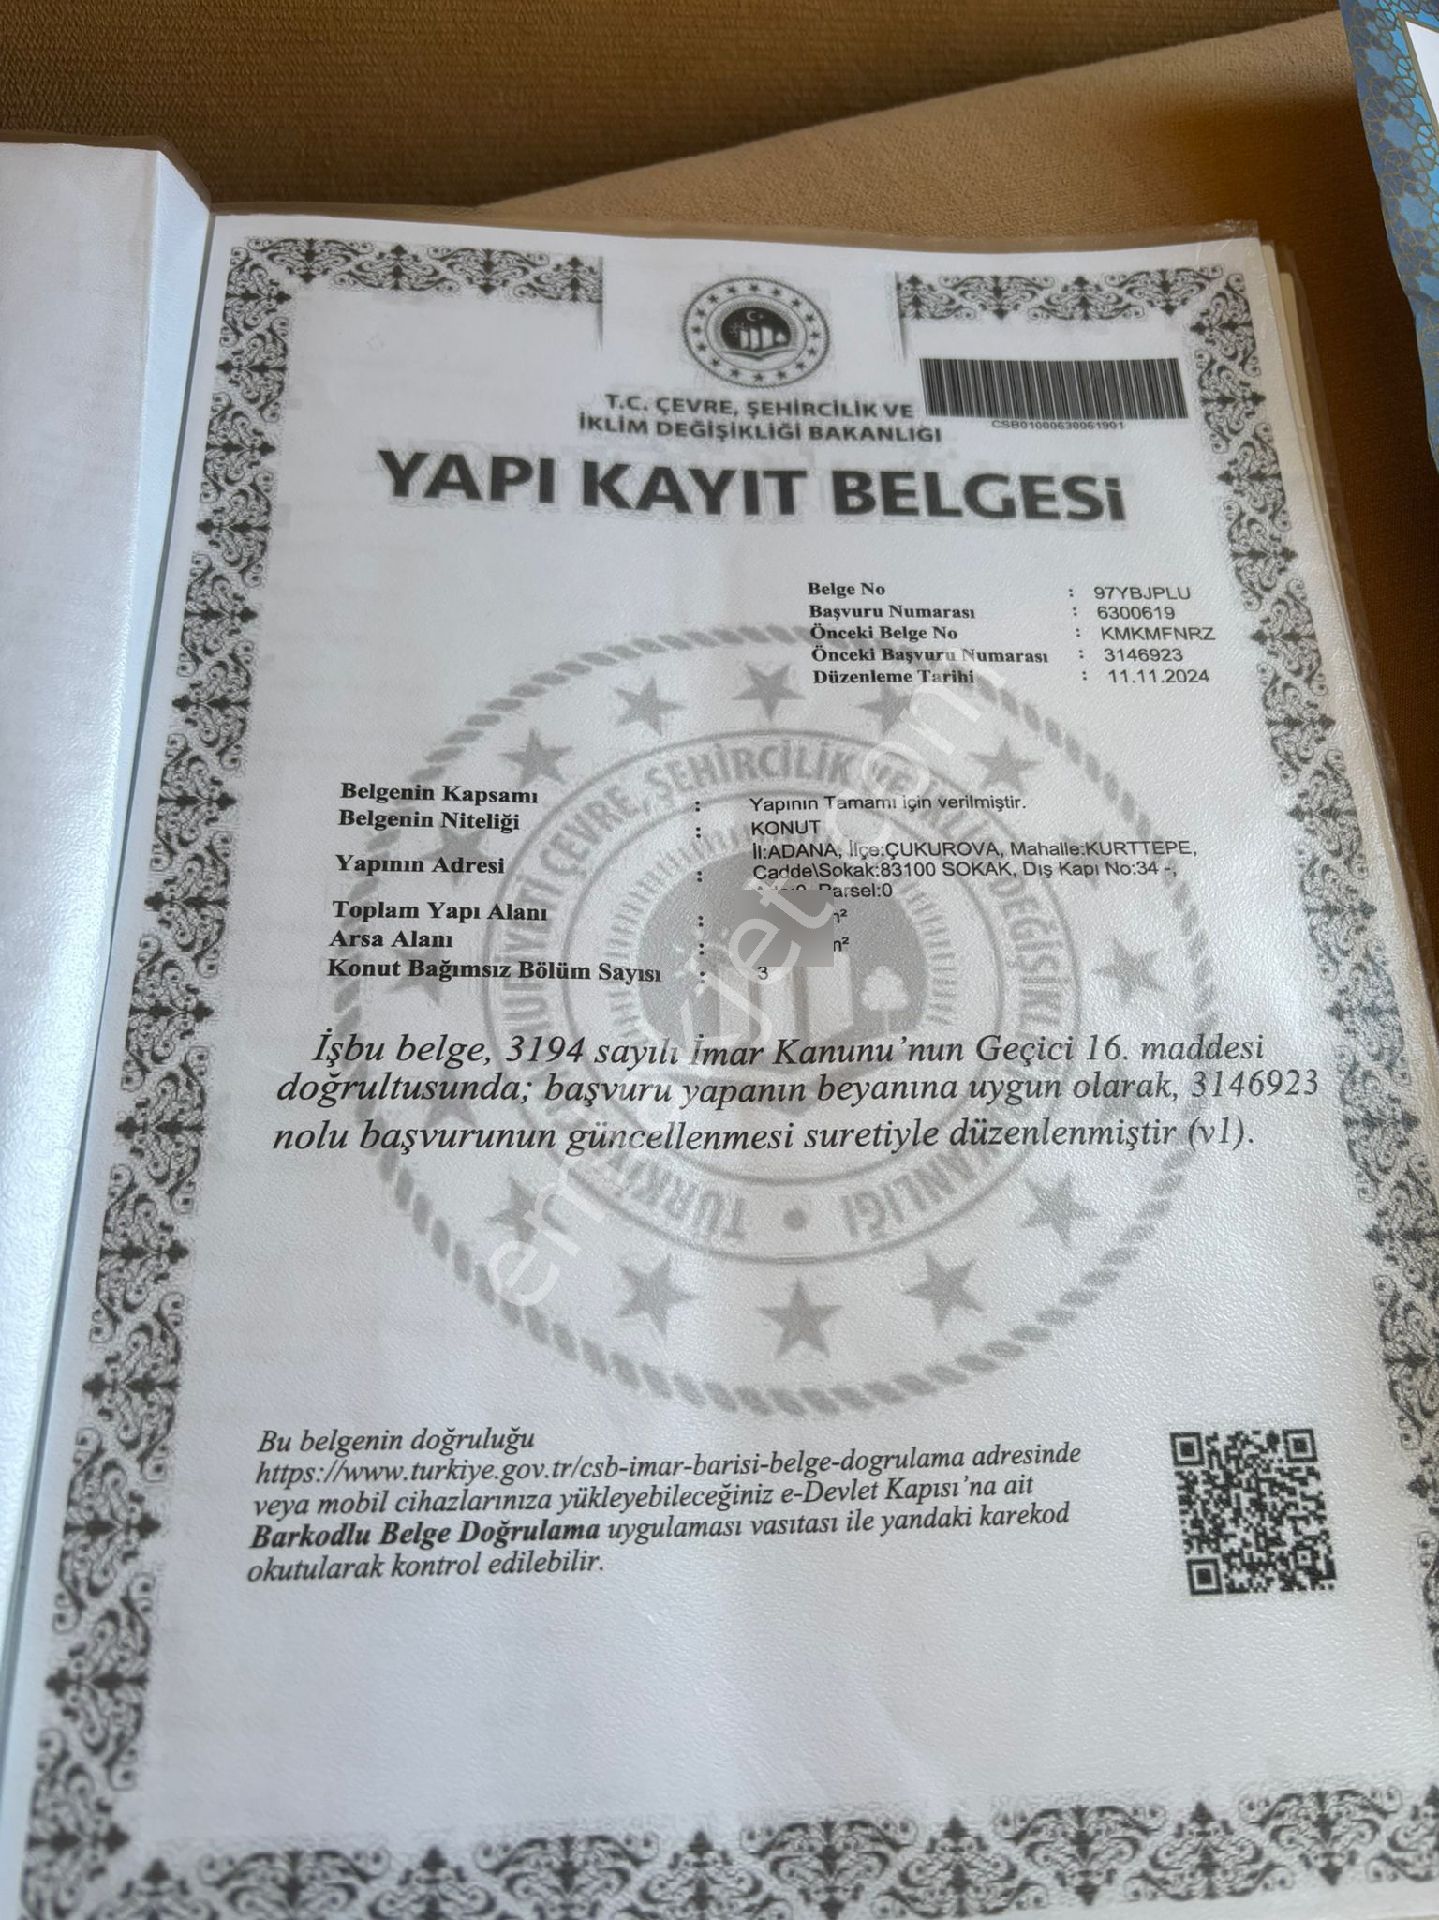 T.C. ÇEVRE, ŞEHİRCİLİK VE
İKLİM DEĞİŞİKLİĞİ BAKANLIĞI
CSB01000630061901
YAPI KAYIT BELGESİ
Belge No : 97YBJPLU
Başvuru Numarası : 6300619
Önceki Belge No : KMKMFNRZ
Önceki Başvuru Numarası : 3146923
Düzenleme Tarihi : 11.11.2024
Belgenin Kapsamı : Yapının Tamamı için verilmiştir.
Belgenin Niteliği : KONUT
Yapının Adresi : İl:ADANA, İlçe:ÇUKUROVA, Mahalle:KURTTEPE,
Cadde\Sokak:83100 SOKAK, Dış Kapı No:34 -,
Parsel:0
Toplam Yapı Alanı :
Arsa Alanı :
Konut Bağımsız Bölüm Sayısı : 3
İşbu belge, 3194 sayılı İmar Kanunu’nun Geçici 16. maddesi
doğrultusunda; başvuru yapanın beyanına uygun olarak, 3146923
nolu başvurunun güncellenmesi suretiyle düzenlenmiştir (v1).
Bu belgenin doğruluğu
https://www.turkiye.gov.tr/csb-imar-barisi-belge-dogrulama adresinde
veya mobil cihazlarınıza yükleyebileceğiniz e-Devlet Kapısı’na ait
Barkodlu Belge Doğrulama uygulaması vasıtası ile yandaki karekod
okutularak kontrol edilebilir.